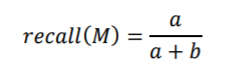 recall(M) = a / (a + b)